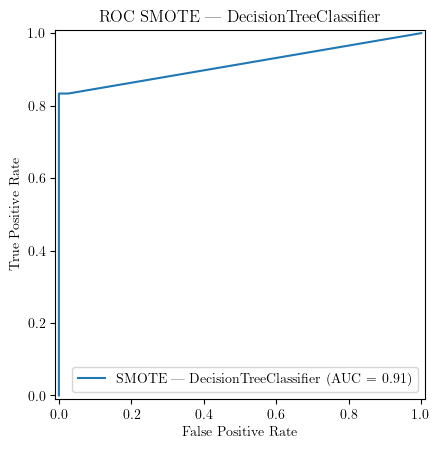 ROC SMOTE — DecisionTreeClassifier
1.0
0.8
0.6
0.4
0.2
0.0
True Positive Rate
SMOTE — DecisionTreeClassifier (AUC = 0.91)
0.0 0.2 0.4 0.6 0.8 1.0
False Positive Rate